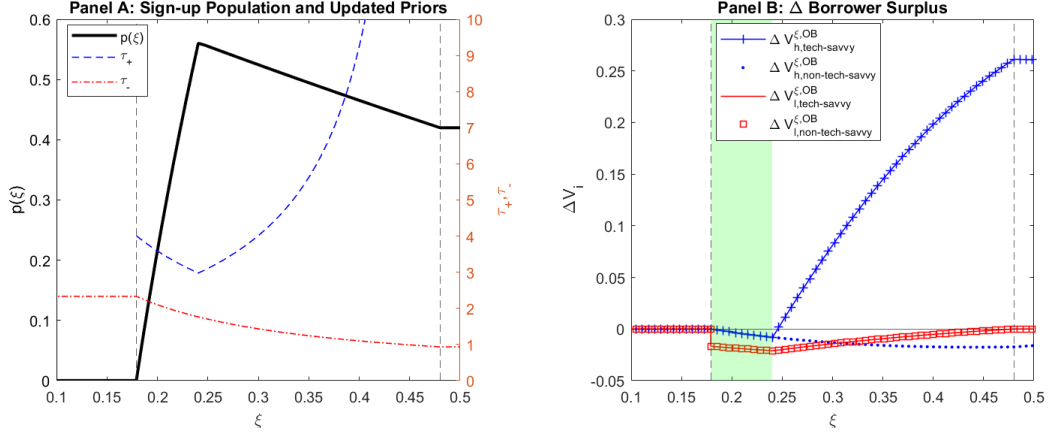 Panel A: Sign-up Population and Updated Priors
p(ξ)
τ+
τ-
0.6
0.5
0.4
0.3
0.2
0.1
0
p(ξ)
10
9
8
7
6
5
4
3
2
1
0
τ+,τ-
0.1 0.15 0.2 0.25 0.3 0.35 0.4 0.45 0.5
ξ
Panel B: Δ Borrower Surplus
Δ V^{ξ,OB}_{h,tech-savvy}
Δ V^{ξ,OB}_{h,non-tech-savvy}
Δ V^{ξ,OB}_{l,tech-savvy}
Δ V^{ξ,OB}_{l,non-tech-savvy}
0.3
0.25
0.2
0.15
0.1
0.05
0
-0.05
ΔV_i
0.1 0.15 0.2 0.25 0.3 0.35 0.4 0.45 0.5
ξ